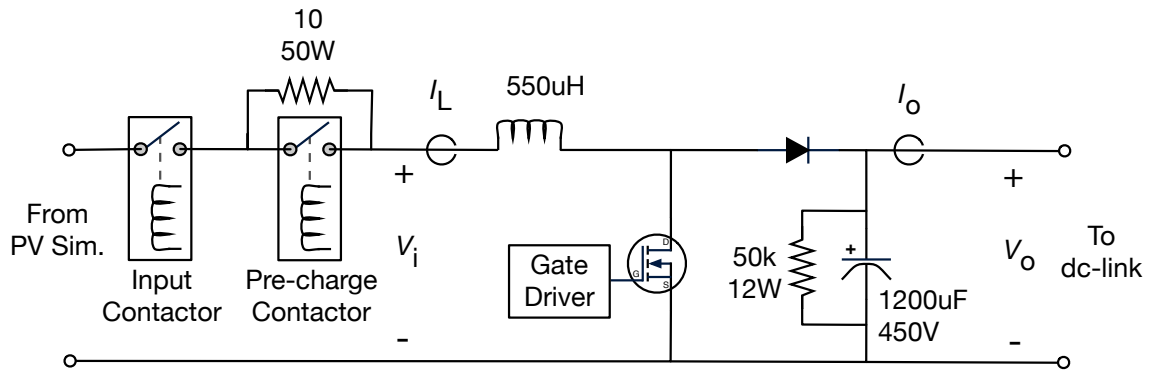 10
50W
I_L
550uH
I_o
From
PV Sim.
Input
Contactor
Pre-charge
Contactor
+
V_i
-
Gate
Driver
D
G
S
50k
12W
+
1200uF
450V
+
V_o
-
To
dc-link